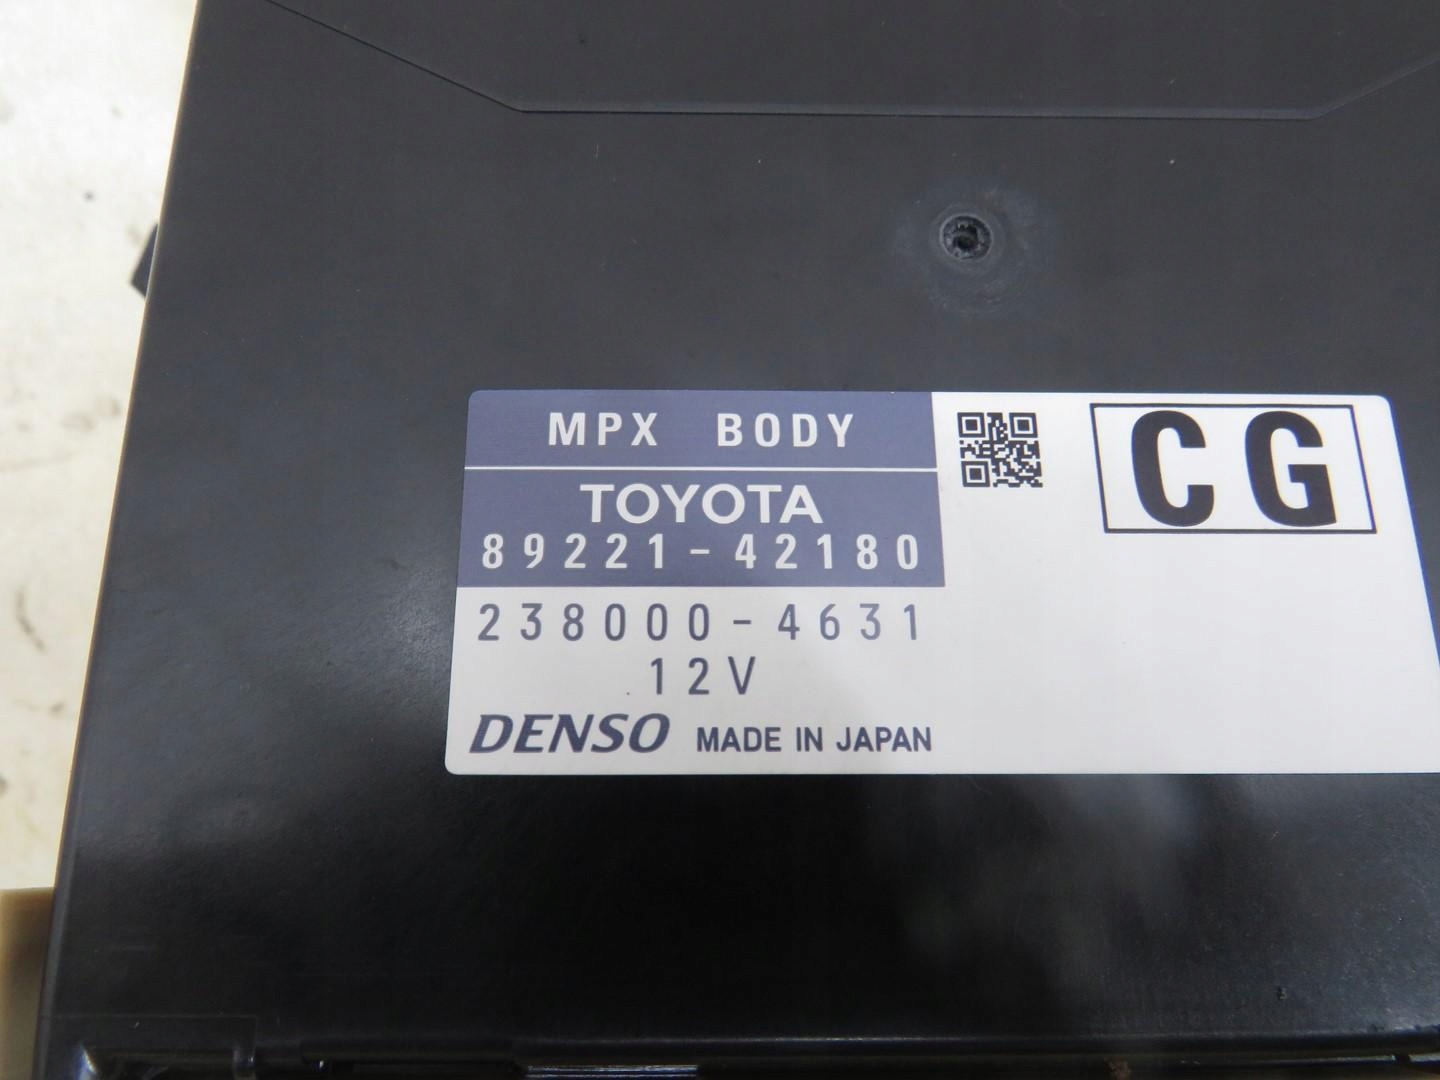 MPX BODY
CG
TOYOTA
89221-42180
238000-4631
12V
DENSO MADE IN JAPAN